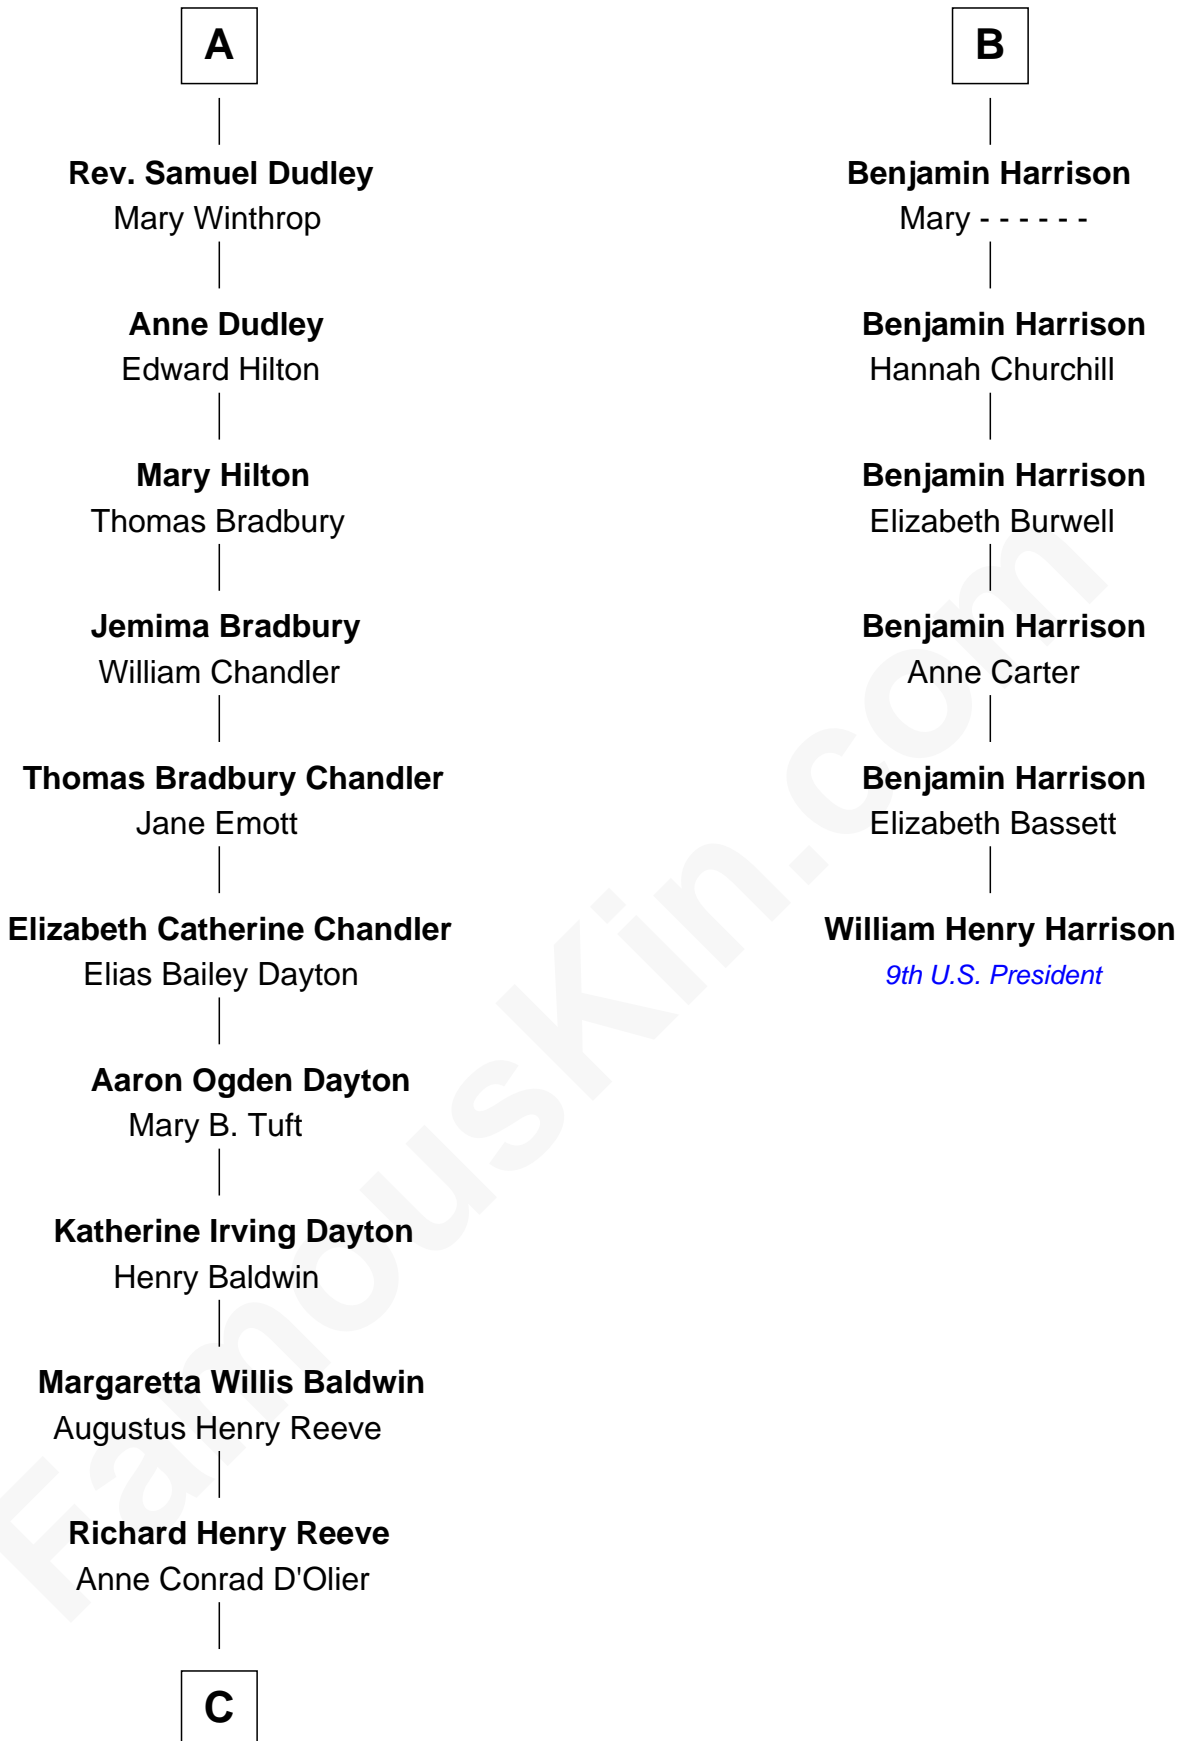 A
Rev. Samuel Dudley
Mary Winthrop
Anne Dudley
Edward Hilton
Mary Hilton
Thomas Bradbury
Jemima Bradbury
William Chandler
Thomas Bradbury Chandler
Jane Emott
Elizabeth Catherine Chandler
Elias Bailey Dayton
Aaron Ogden Dayton
Mary B. Tuft
Katherine Irving Dayton
Henry Baldwin
Margaretta Willis Baldwin
Augustus Henry Reeve
Richard Henry Reeve
Anne Conrad D'Olier
C
B
Benjamin Harrison
Mary - - - - - -
Benjamin Harrison
Hannah Churchill
Benjamin Harrison
Elizabeth Burwell
Benjamin Harrison
Anne Carter
Benjamin Harrison
Elizabeth Bassett
William Henry Harrison
9th U.S. President
FamousKin.com